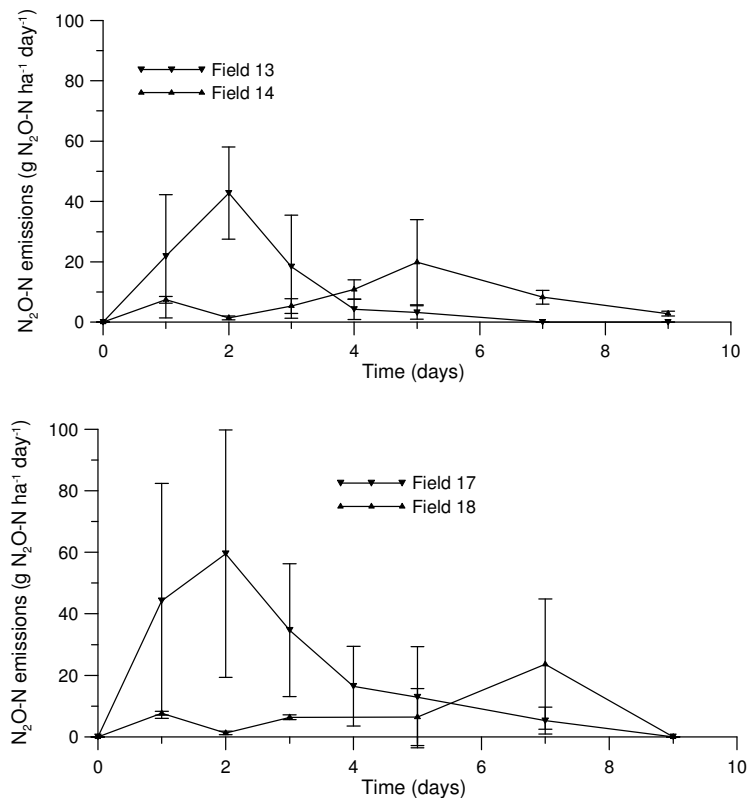 100
80
60
40
20
0
N₂O-N emissions (g N₂O-N ha⁻¹ day⁻¹)
Field 13
Field 14
0 2 4 6 8 10
Time (days)
100
80
60
40
20
0
N₂O-N emissions (g N₂O-N ha⁻¹ day⁻¹)
Field 17
Field 18
0 2 4 6 8 10
Time (days)